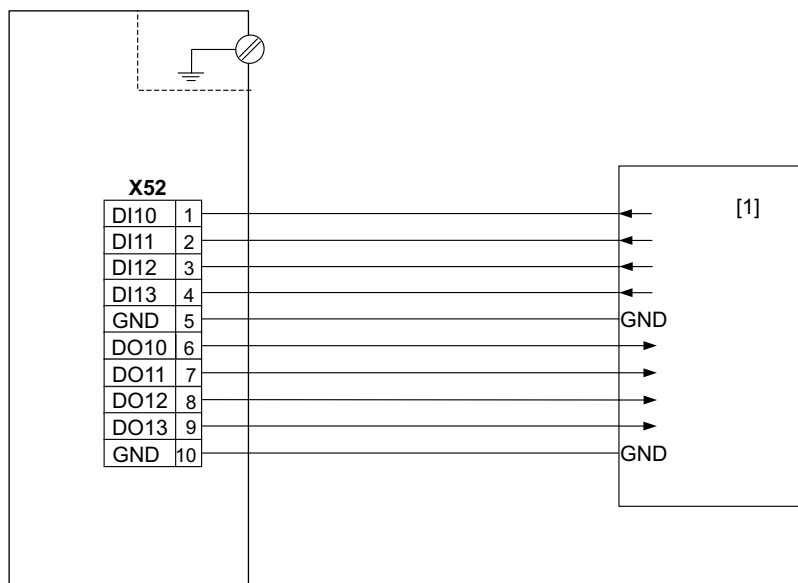 X52
DI10 1
[1]
DI11 2
DI12 3
DI13 4
GND 5 GND
DO10 6
DO11 7
DO12 8
DO13 9
GND 10 GND